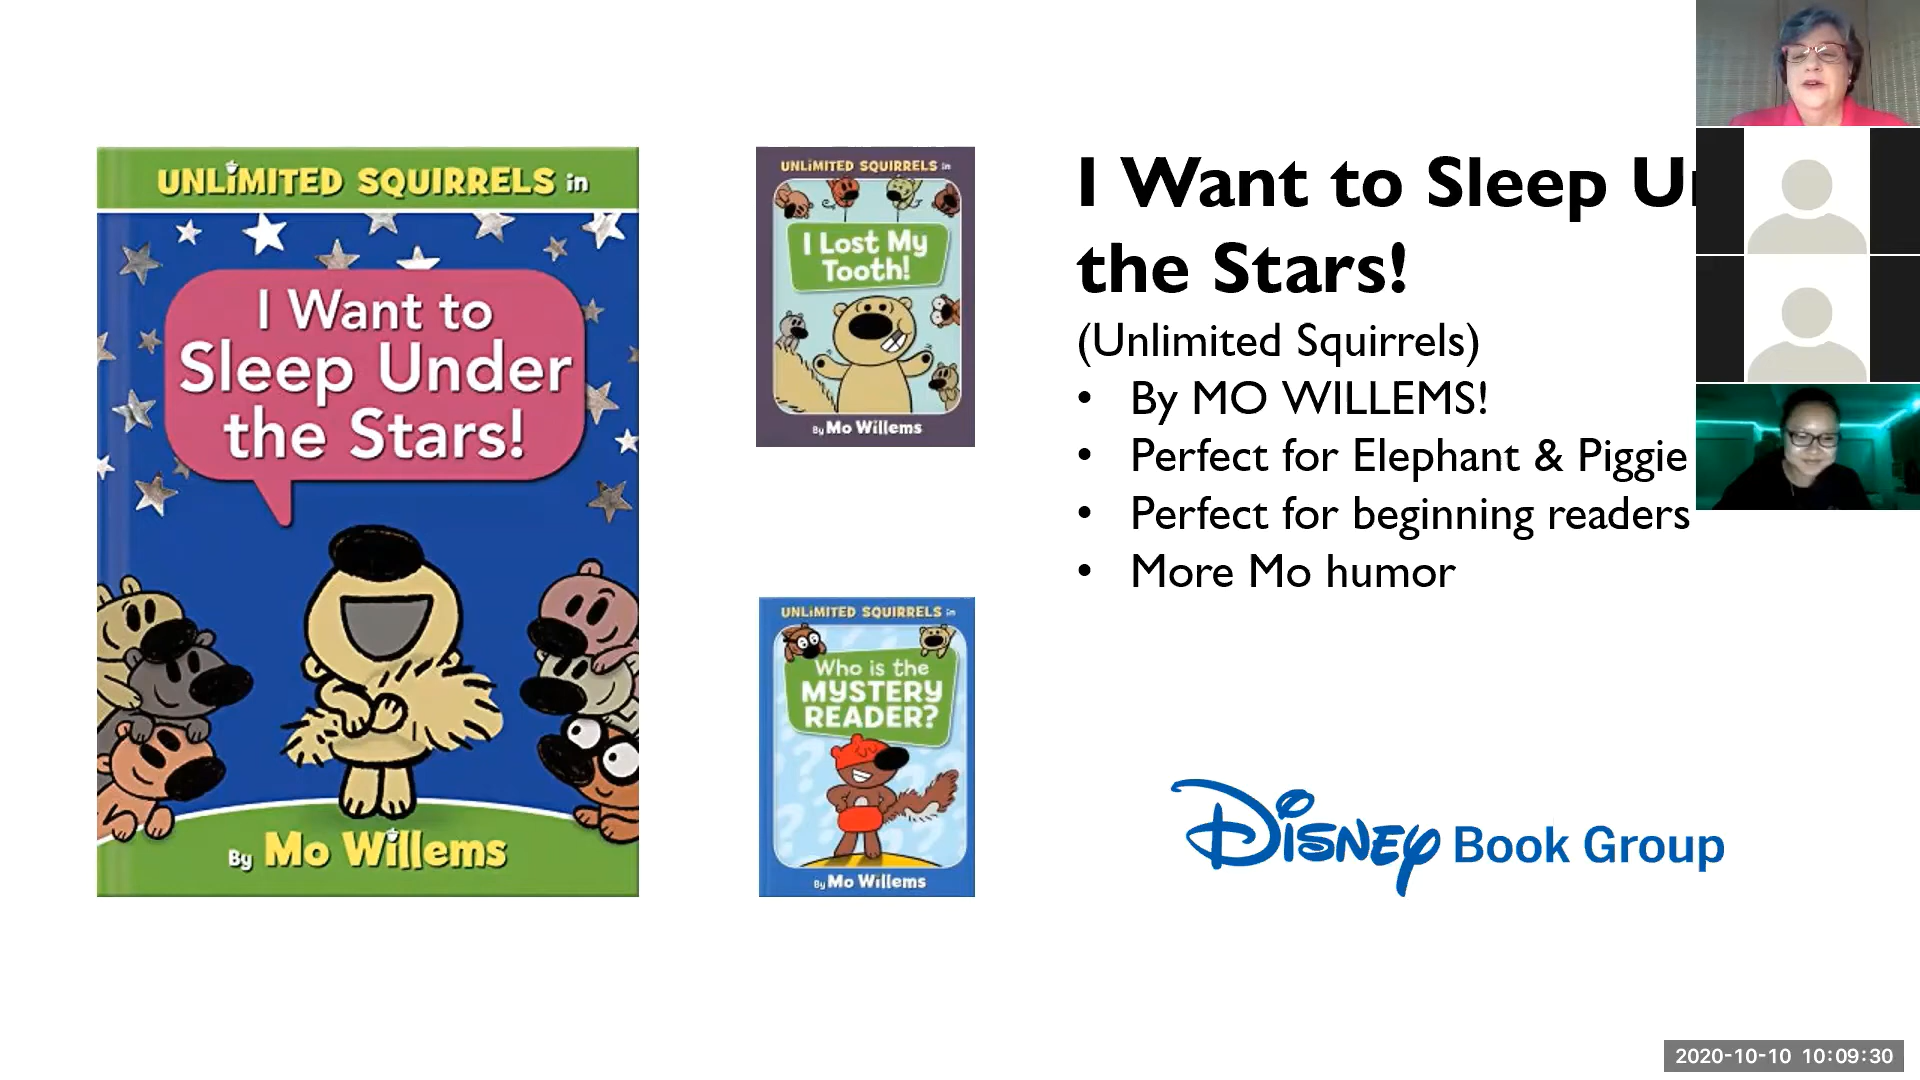 UNLIMITED SQUIRRELS in
I Want to
Sleep Under
the Stars!
By Mo Willems
UNLIMITED SQUIRRELS in
I Lost My
Tooth!
By Mo Willems
UNLIMITED SQUIRRELS in
Who is the
MYSTERY
READER?
By Mo Willems
I Want to Sleep
the Stars!
(Unlimited Squirrels)
• By MO WILLEMS!
• Perfect for Elephant & Piggie
• Perfect for beginning readers
• More Mo humor
Disney Book Group
2020-10-10 10:09:30